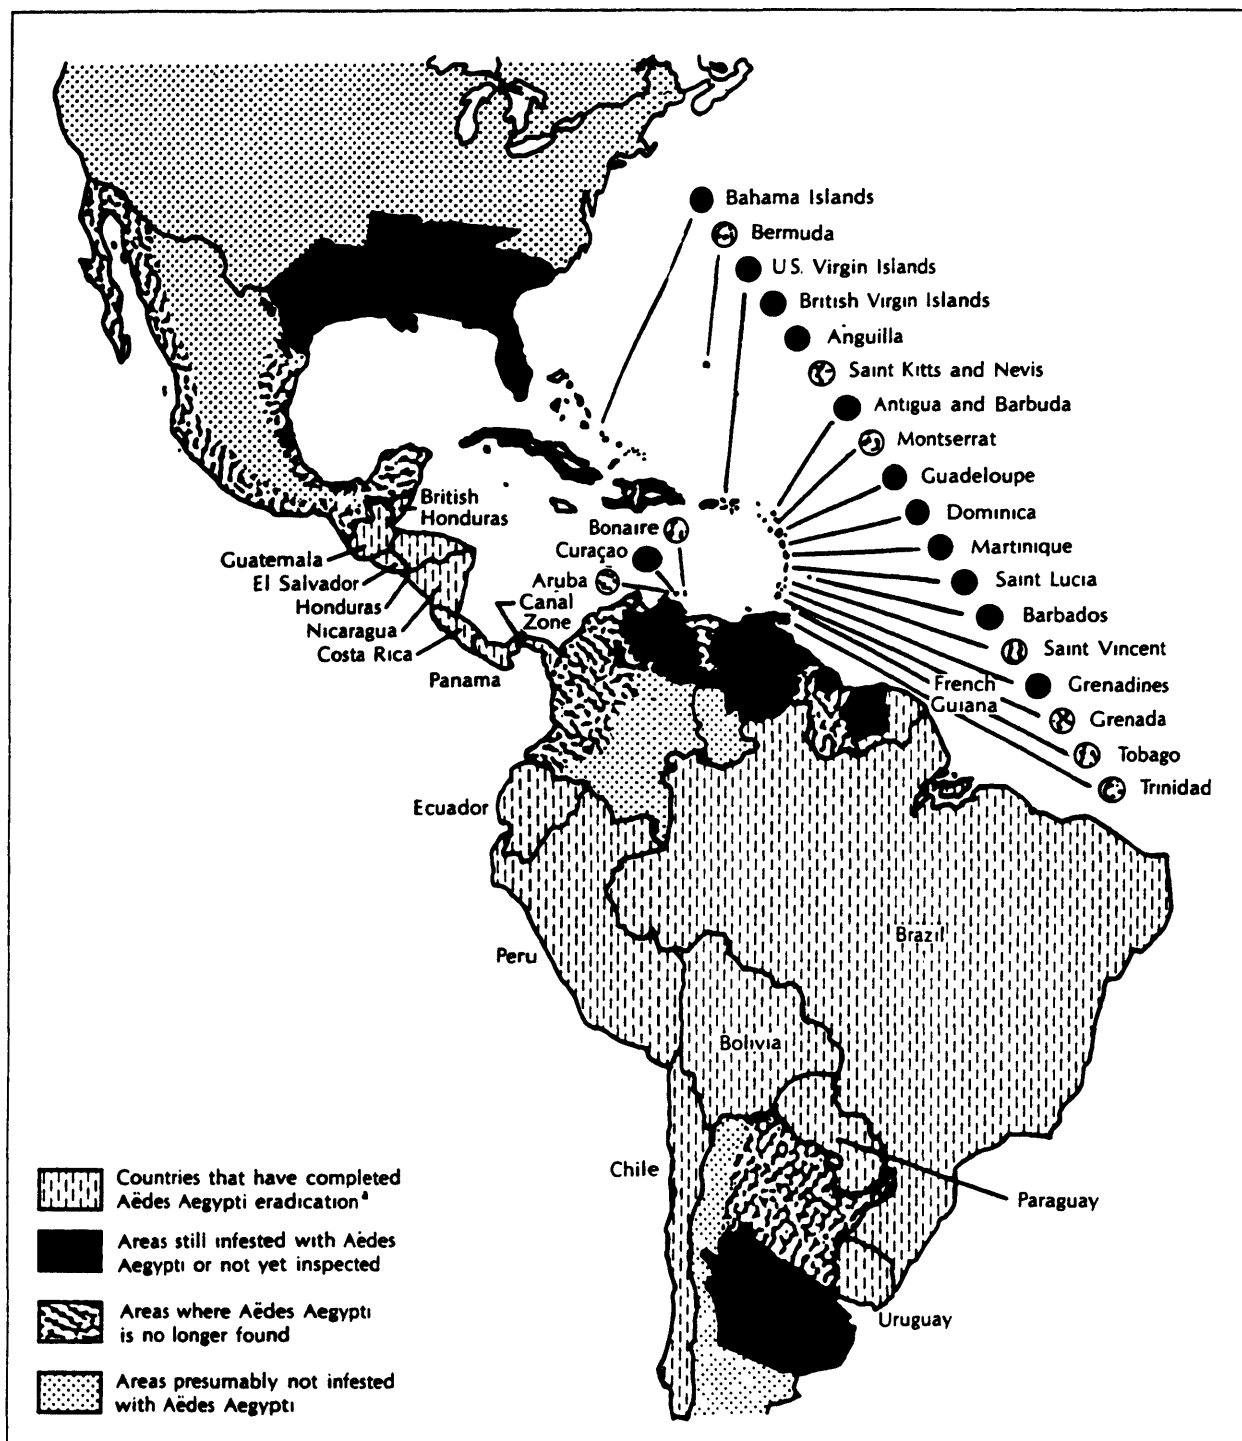 Bahama Islands
Bermuda
U.S. Virgin Islands
British Virgin Islands
Anguilla
Saint Kitts and Nevis
Antigua and Barbuda
Montserrat
Guadeloupe
Dominica
Martinique
Saint Lucia
Barbados
Saint Vincent
Grenadines
Grenada
Tobago
Trinidad
British
Honduras
Guatemala
El Salvador
Honduras
Nicaragua
Costa Rica
Panama
Bonaire
Curaçao
Aruba
Canal
Zone
French
Guiana
Ecuador
Peru
Brazil
Bolivia
Chile
Paraguay
Uruguay
Countries that have completed
Aëdes Aegypti eradicationᵃ
Areas still infested with Aëdes
Aegypti or not yet inspected
Areas where Aëdes Aegypti
is no longer found
Areas presumably not infested
with Aëdes Aegypti